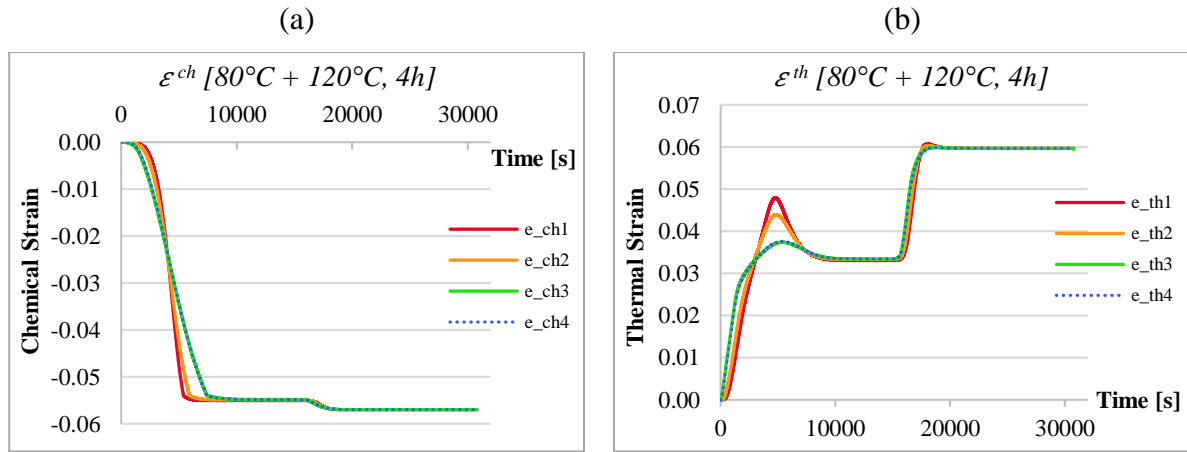 (a)
ε ch [80°C + 120°C, 4h]
0 10000 20000 30000
Time [s]
0.00
-0.01
-0.02
-0.03
-0.04
-0.05
-0.06
Chemical Strain
e_ch1
e_ch2
e_ch3
e_ch4
(b)
ε th [80°C + 120°C, 4h]
0.07
0.06
0.05
0.04
0.03
0.02
0.01
0.00
Thermal Strain
e_th1
e_th2
e_th3
e_th4
Time [s]
0 10000 20000 30000